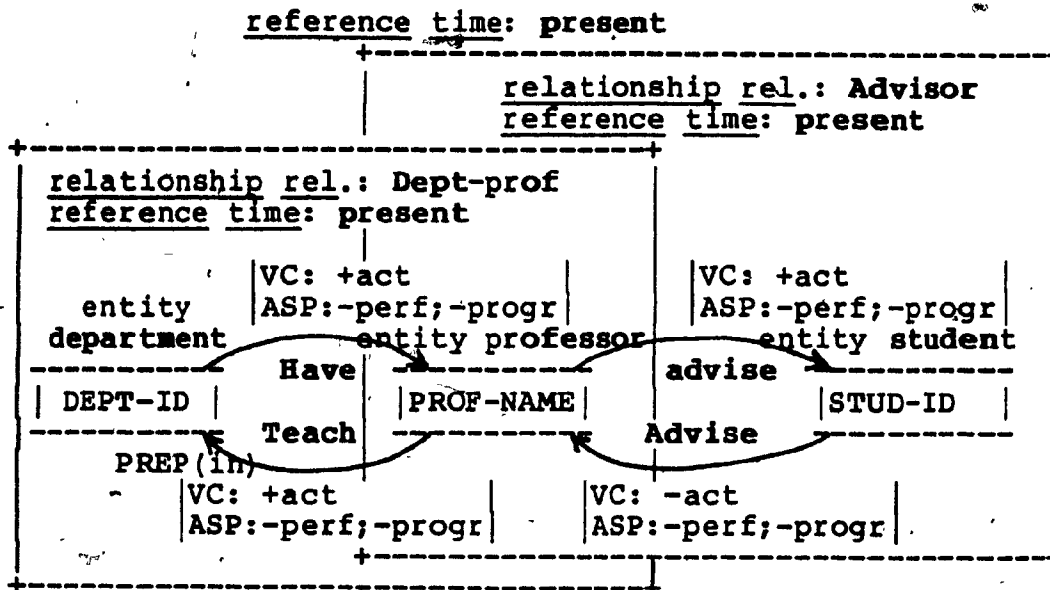 reference time: present
relationship rel.: Advisor
reference time: present
relationship rel.: Dept-prof
reference time: present
VC: +act VC: +act
entity ASP:-perf;-progr ASP:-perf;-progr
department entity professor entity student
Have advise
DEPT-ID PROF-NAME STUD-ID
Teach Advise
PREP(in)
VC: +act VC: -act
ASP:-perf;-progr ASP:-perf;-progr